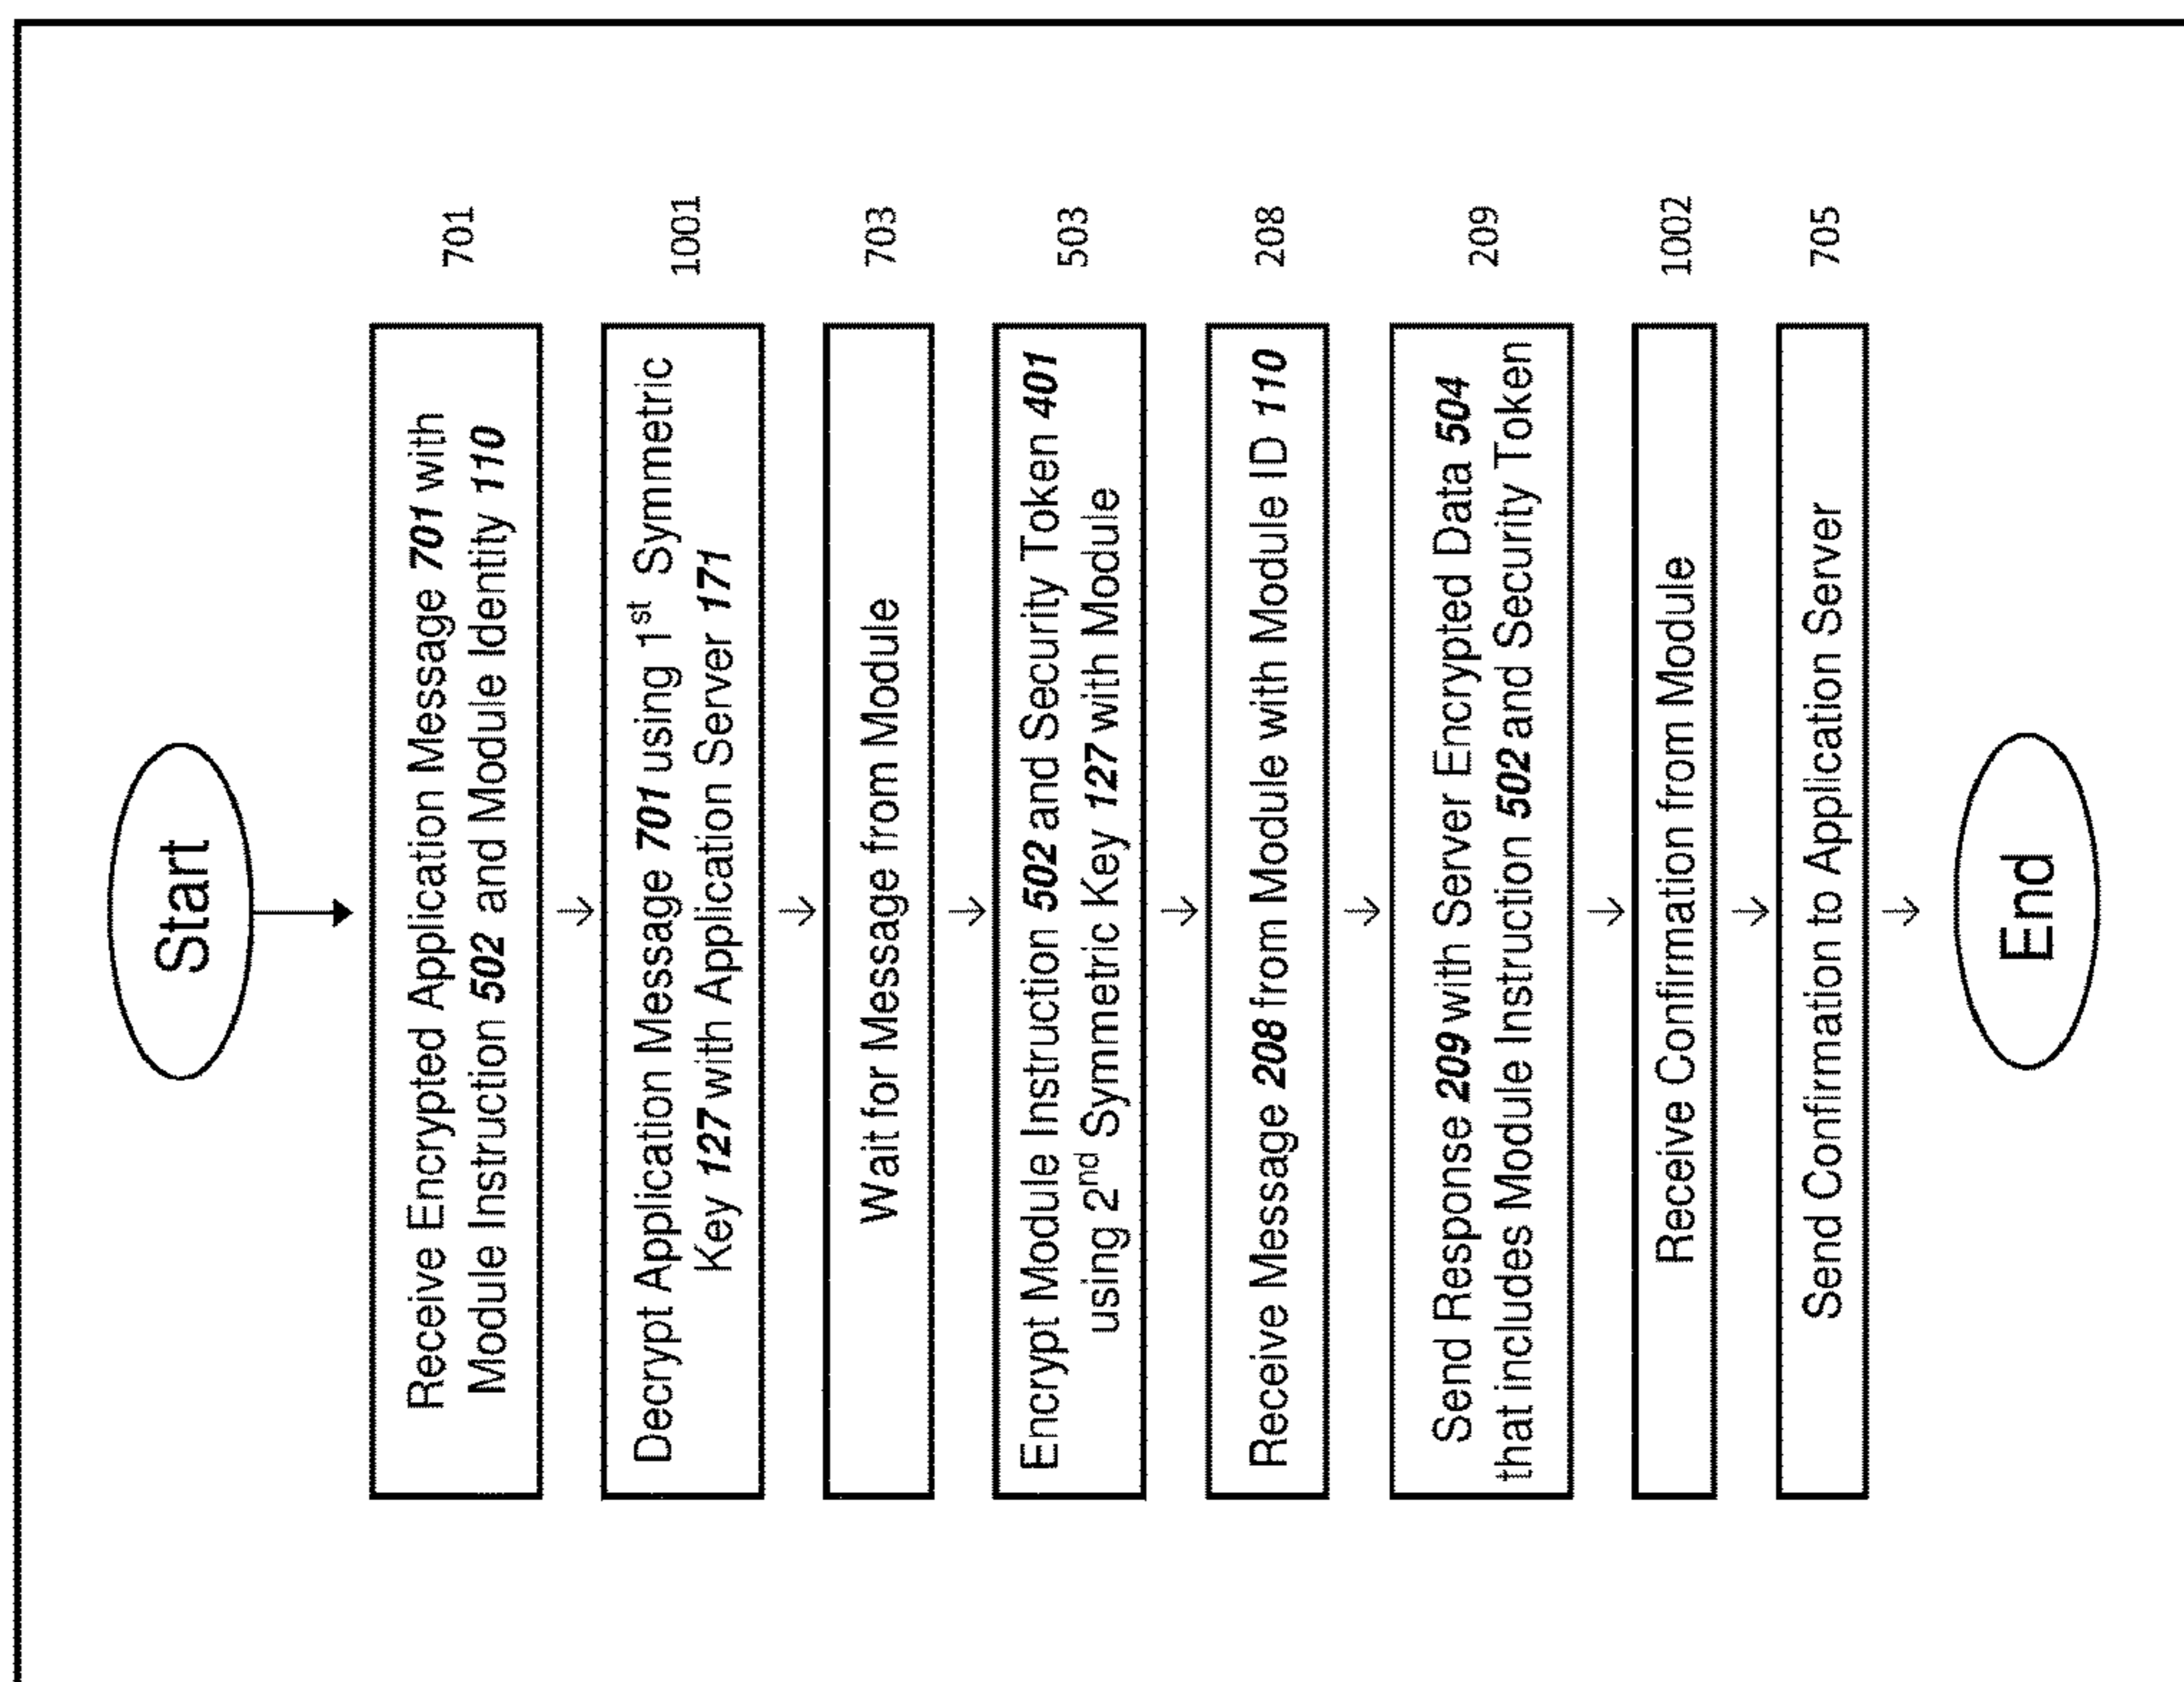 Start
Receive Encrypted Application Message 701 with
Module Instruction 502 and Module Identity 110
701
Decrypt Application Message 701 using 1st Symmetric
Key 127 with Application Server 171
1001
Wait for Message from Module
703
Encrypt Module Instruction 502 and Security Token 401
using 2nd Symmetric Key 127 with Module
503
Receive Message 208 from Module with Module ID 110
208
Send Response 209 with Server Encrypted Data 504
that includes Module Instruction 502 and Security Token
209
Receive Confirmation from Module
1002
Send Confirmation to Application Server
705
End